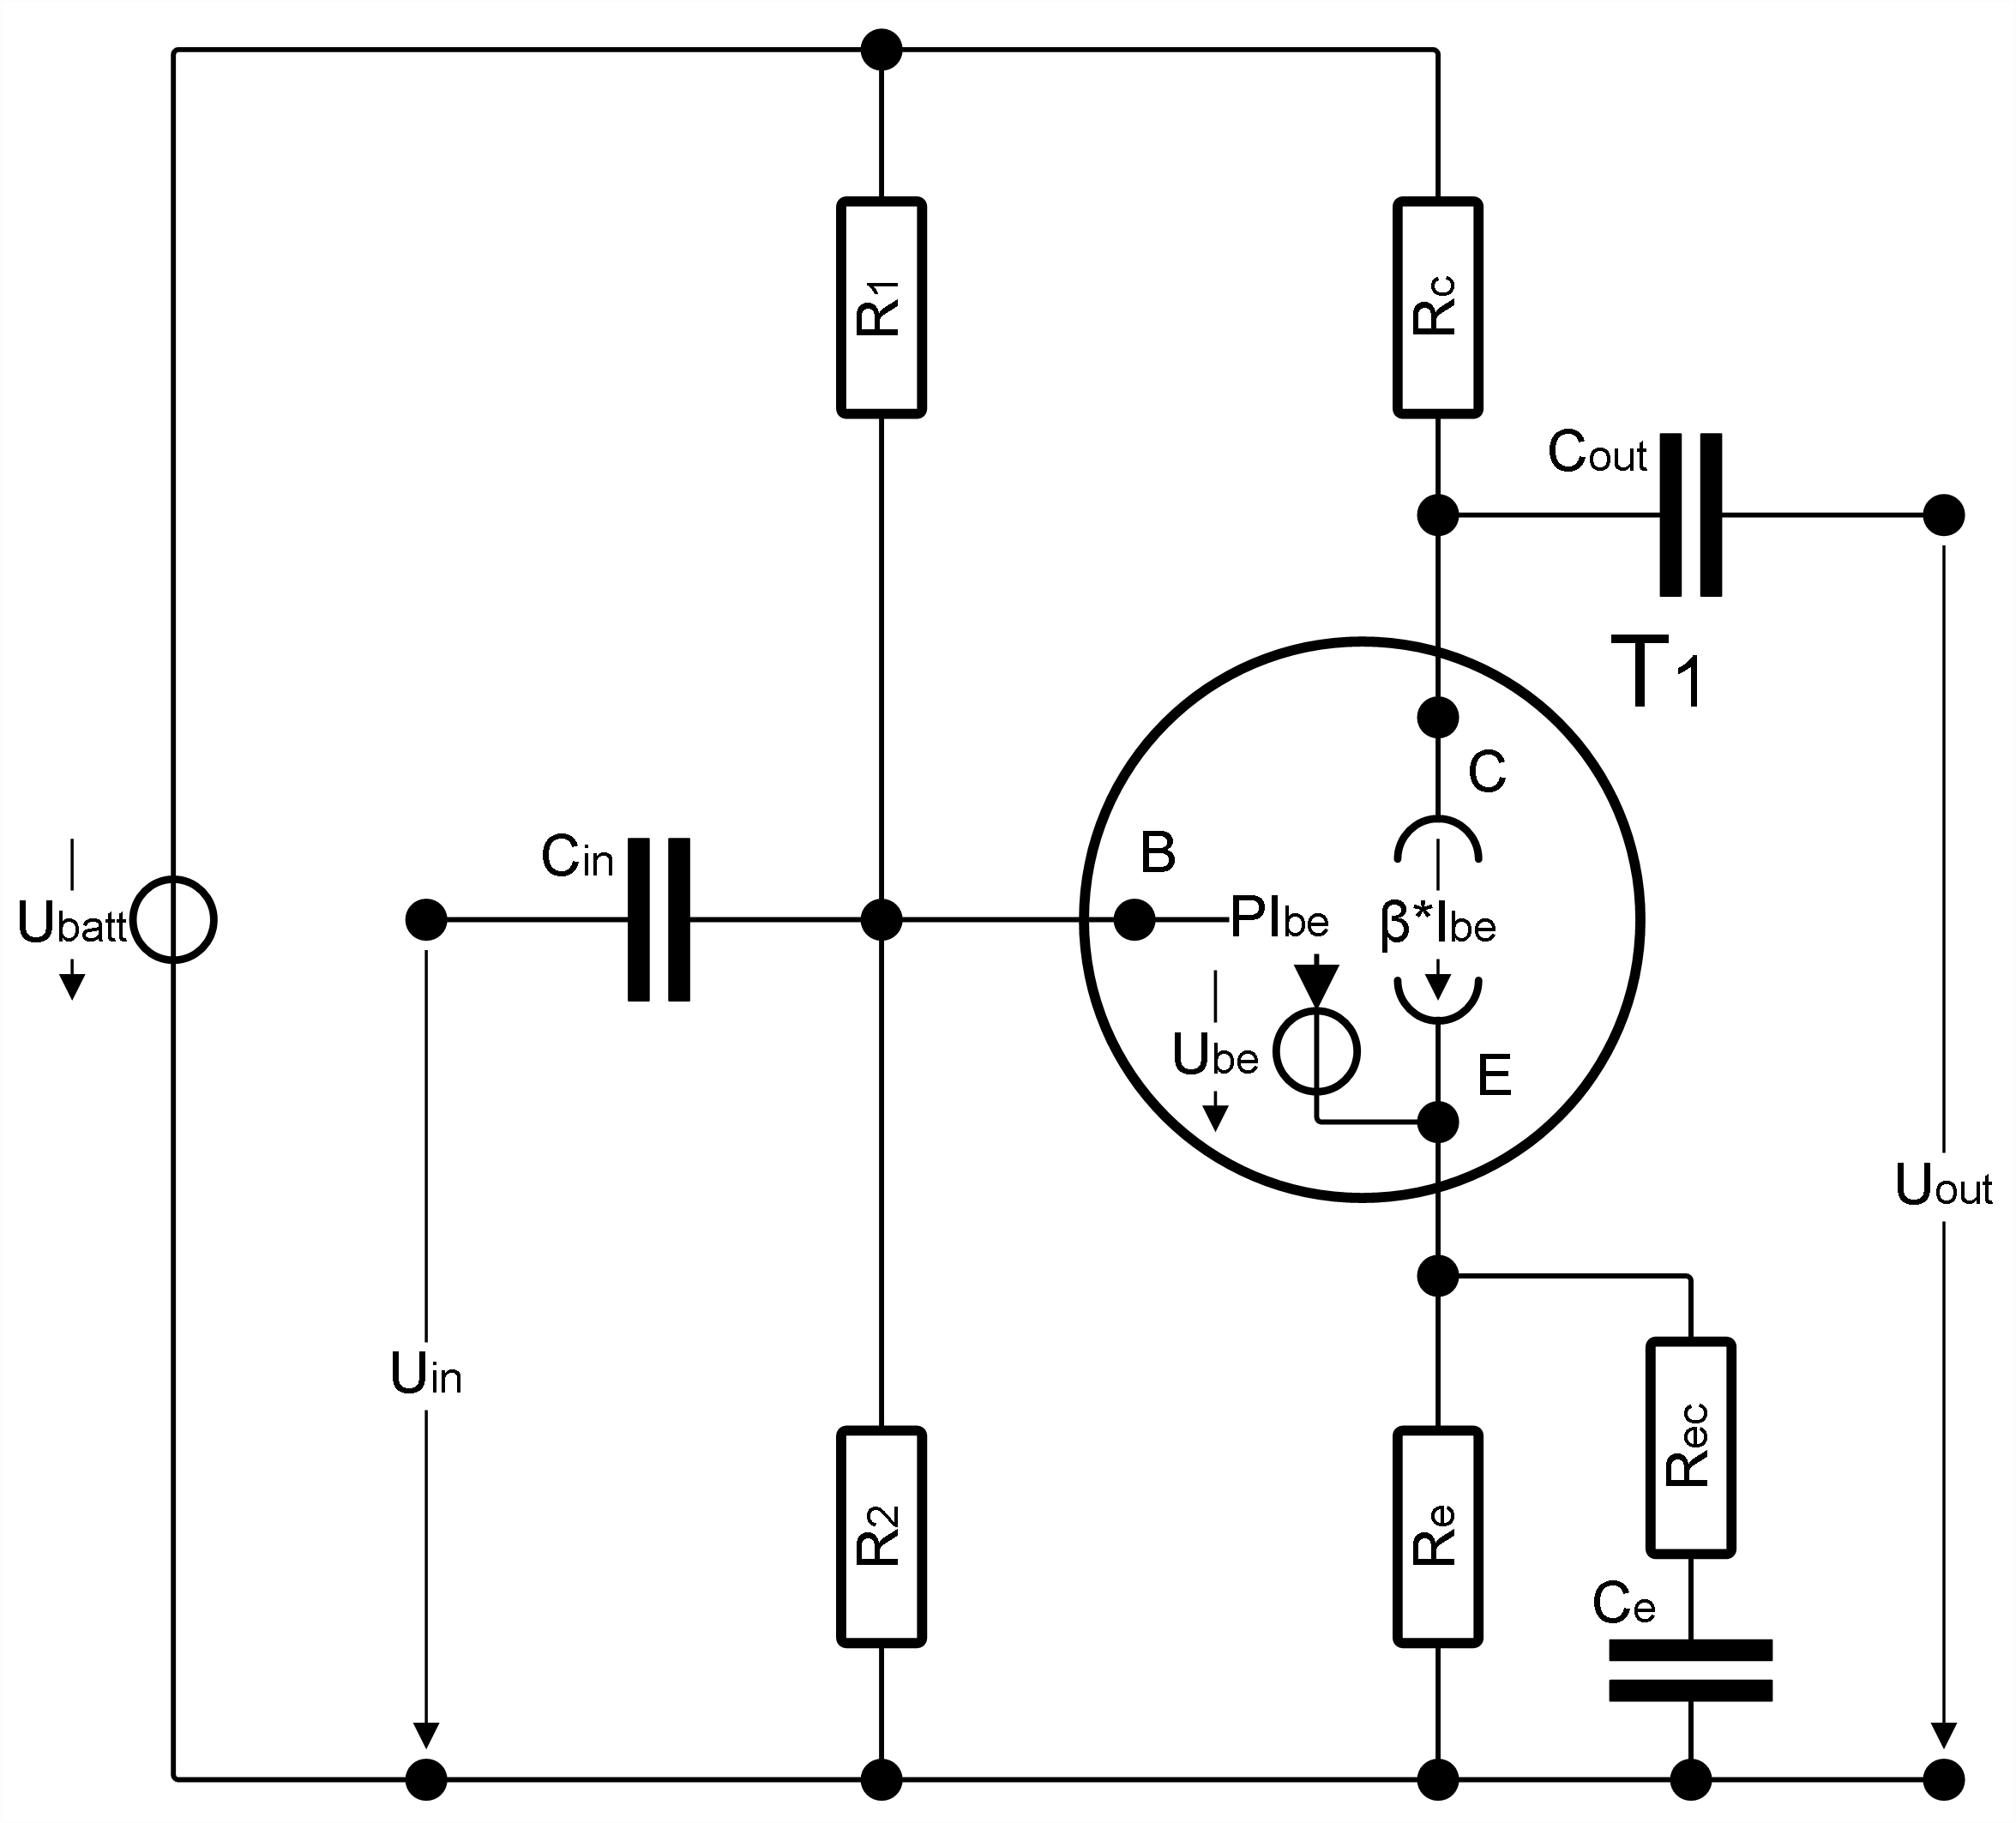 R1
Rc
Cout
T1
C
Cin
B
Ubatt
PIbe
β*Ibe
Ube
E
Uout
Uin
Rec
R2
Re
Ce